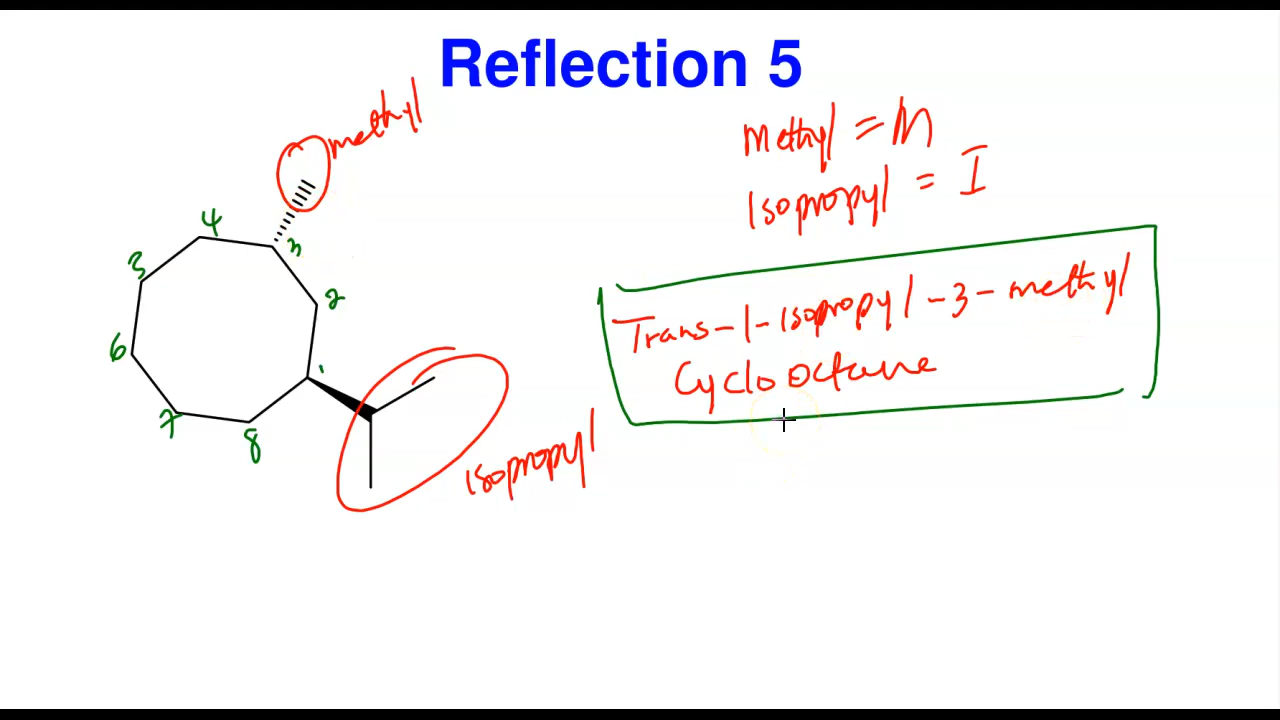 Reflection 5
methyl
Methyl = M
Isopropyl = I
4
3
3
2
Trans-1-Isopropyl-3-methyl
Cyclooctane
6
1
7
8
isopropyl